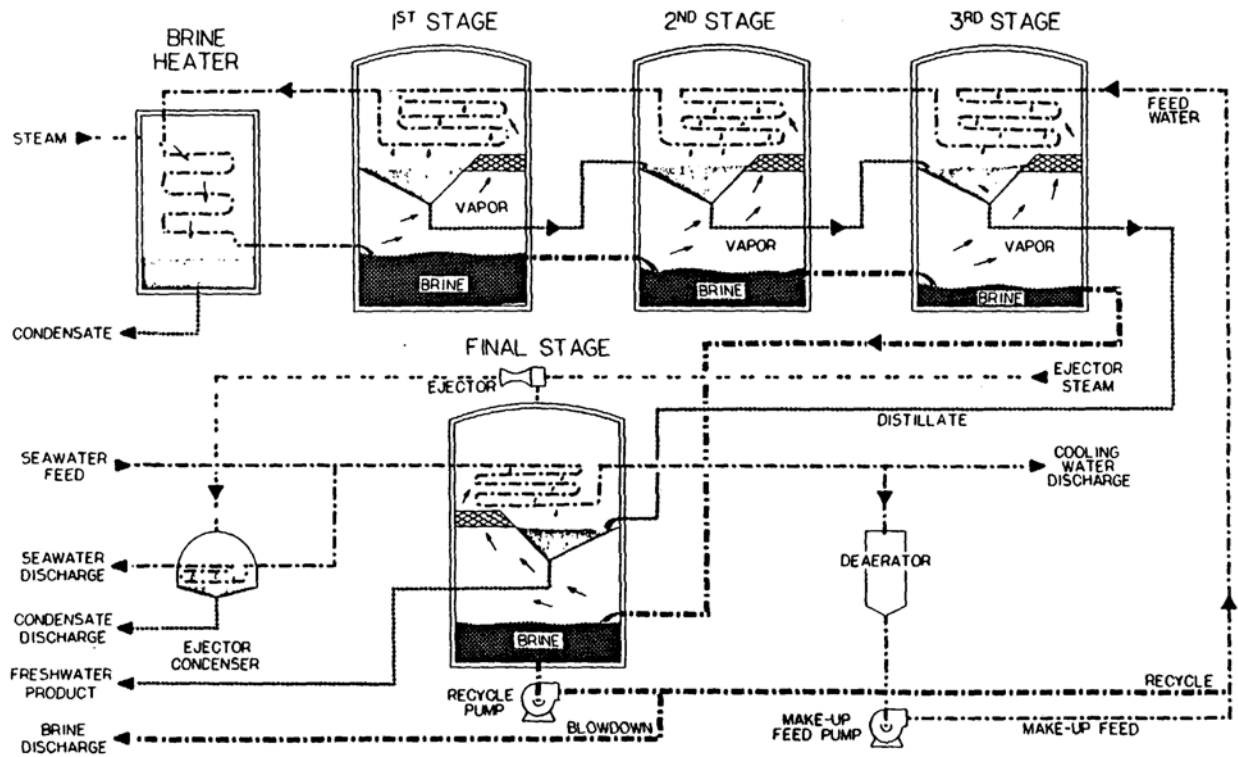 1ST STAGE
2ND STAGE
3RD STAGE
BRINE
HEATER
STEAM
FEED
WATER
VAPOR
VAPOR
VAPOR
BRINE
BRINE
BRINE
CONDENSATE
FINAL STAGE
EJECTOR
EJECTOR
STEAM
DISTILLATE
SEAWATER
FEED
COOLING
WATER
DISCHARGE
SEAWATER
DISCHARGE
DEAERATOR
CONDENSATE
DISCHARGE
EJECTOR
CONDENSER
BRINE
FRESHWATER
PRODUCT
RECYCLE
PUMP
RECYCLE
BLOWDOWN
MAKE-UP
FEED PUMP
MAKE-UP FEED
BRINE
DISCHARGE